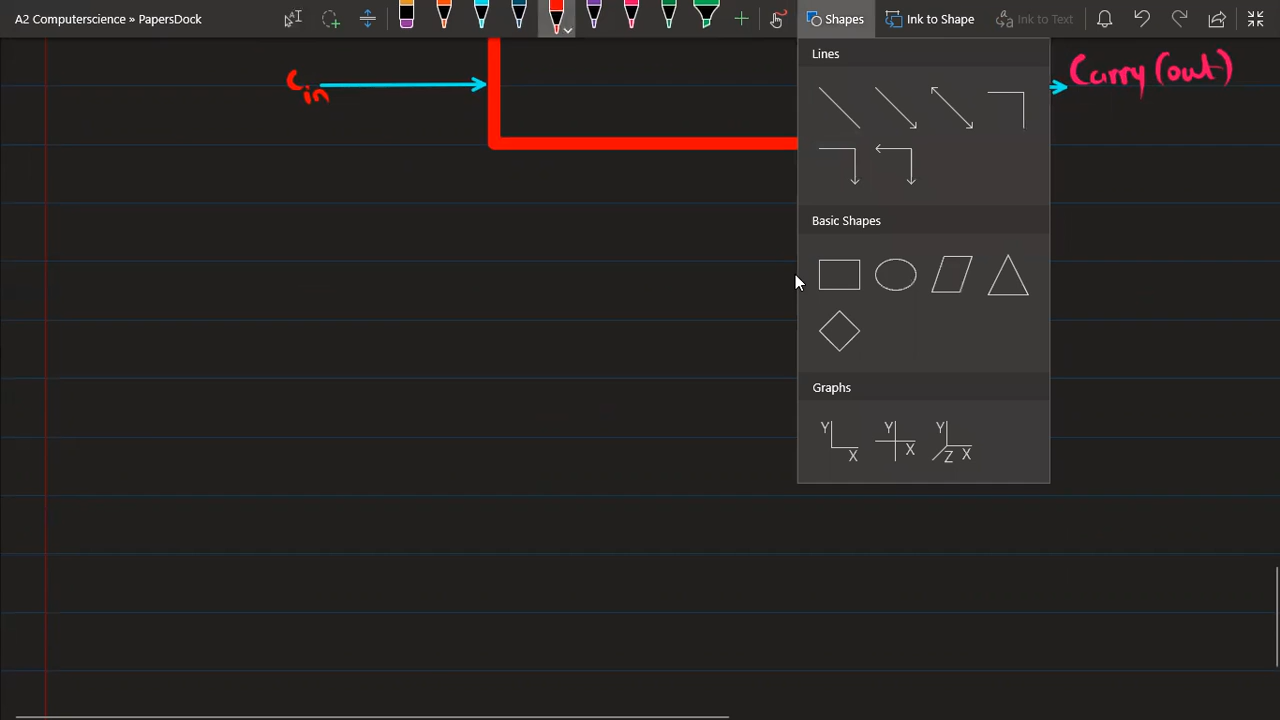 A2 Computerscience » PapersDock
Shapes
Ink to Shape
Ink to Text
Lines
Cin
Carry (out)
Basic Shapes
Graphs
Y X
Y X
Y Z X